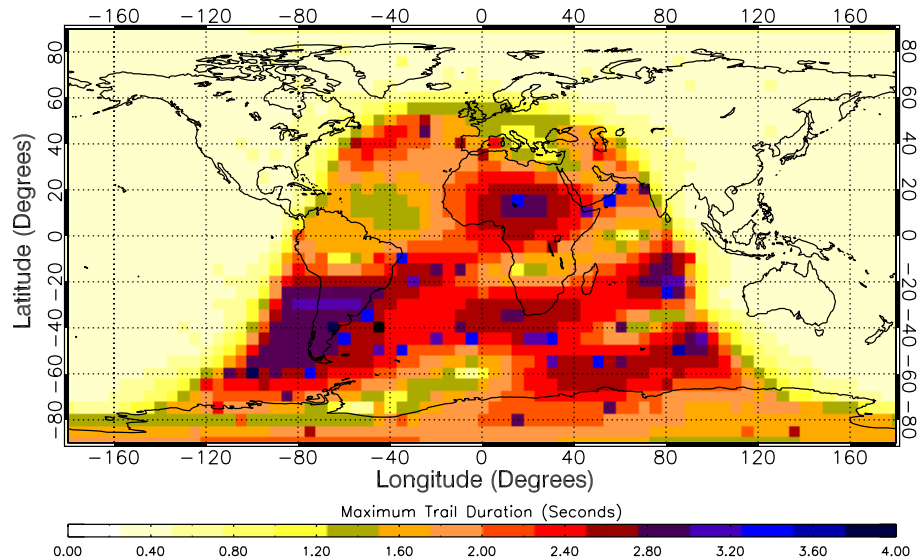 −160 −120 −80 −40 0 40 80 120 160
80 60 40 20 0 −20 −40 −60 −80
Latitude (Degrees)
80 60 40 20 0 −20 −40 −60 −80
−160 −120 −80 −40 0 40 80 120 160
Longitude (Degrees)
Maximum Trail Duration (Seconds)
0.00 0.40 0.80 1.20 1.60 2.00 2.40 2.80 3.20 3.60 4.00